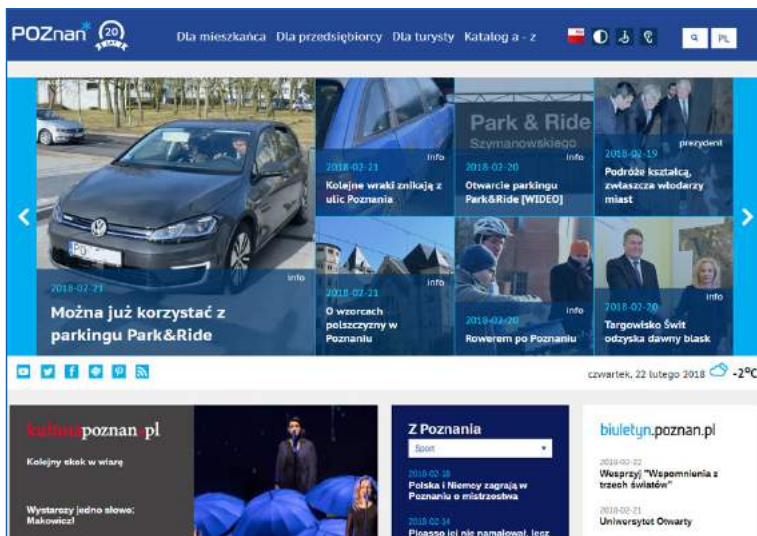 POZnan*
20
LAT
Dla mieszkańca Dla przedsiębiorcy Dla turysty Katalog a - z
PL
Park & Ride
Szymanowskiego
info
2018-02-21
Można już korzystać z
parkingu Park&Ride
info
2018-02-21
Kolejne wraki znikają z
ulic Poznania
info
2018-02-20
Otwarcie parkingu
Park&Ride [WIDEO]
prezydent
2018-02-19
Podróże kształcą,
zwłaszcza włodarzy
miast
info
2018-02-21
O wzorcach
polszczyzny w
Poznaniu
info
2018-02-20
Rowerem po Poznaniu
info
2018-02-20
Targowisko Świt
odzyska dawny blask
czwartek, 22 lutego 2018 -2°C
kulturapoznan.pl
Kolejny skok w wiarę
Wystarczy jedno słowo:
Makowicz!
Z Poznania
Sport
2018-02-18
Polska i Niemcy zagrają w
Poznaniu o mistrzostwa
2018-02-14
Picasso jej nie namalował, lecz
biuletyn.poznan.pl
2018-02-22
Wesprzyj "Wspomnienia z
trzech światów"
2018-02-21
Uniwersytet Otwarty